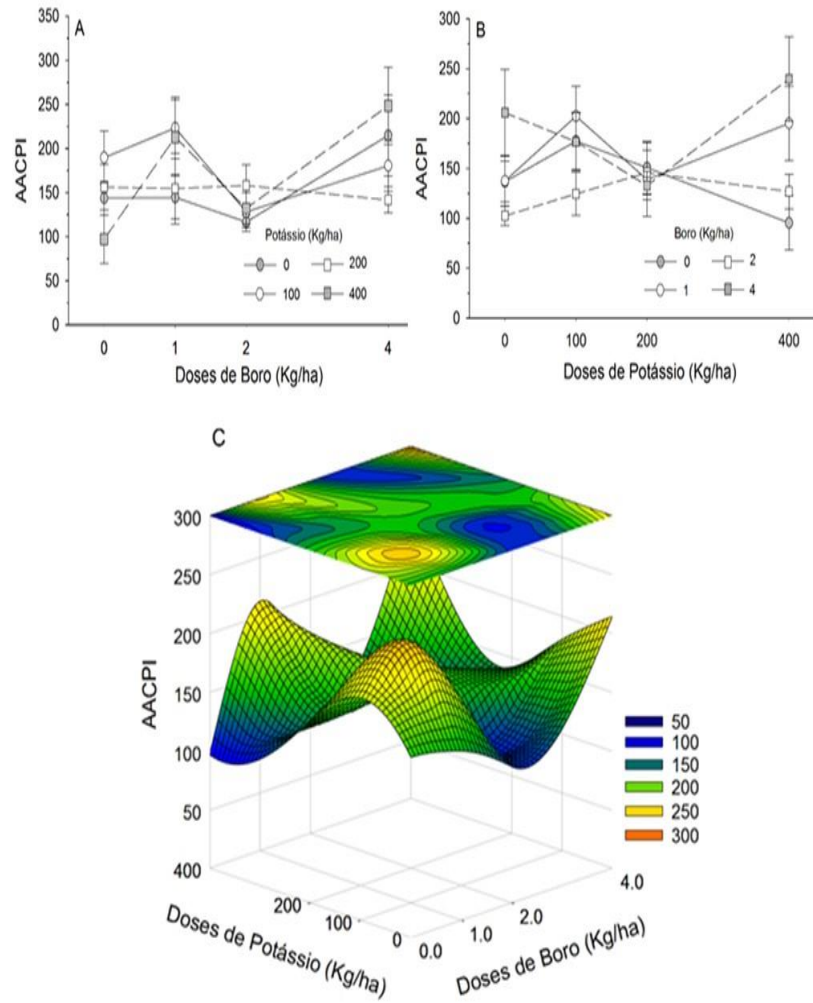 A
AACPI
350
300
250
200
150
100
50
0
Potássio (Kg/ha)
0 200
100 400
0 1 2 4
Doses de Boro (Kg/ha)
B
AACPI
300
250
200
150
100
50
0
Boro (Kg/ha)
0 2
1 4
0 100 200 400
Doses de Potássio (Kg/ha)
C
AACPI
300
250
200
150
100
50
400
200
100
0
Doses de Potássio (Kg/ha)
0.0
1.0
2.0
4.0
Doses de Boro (Kg/ha)
50
100
150
200
250
300